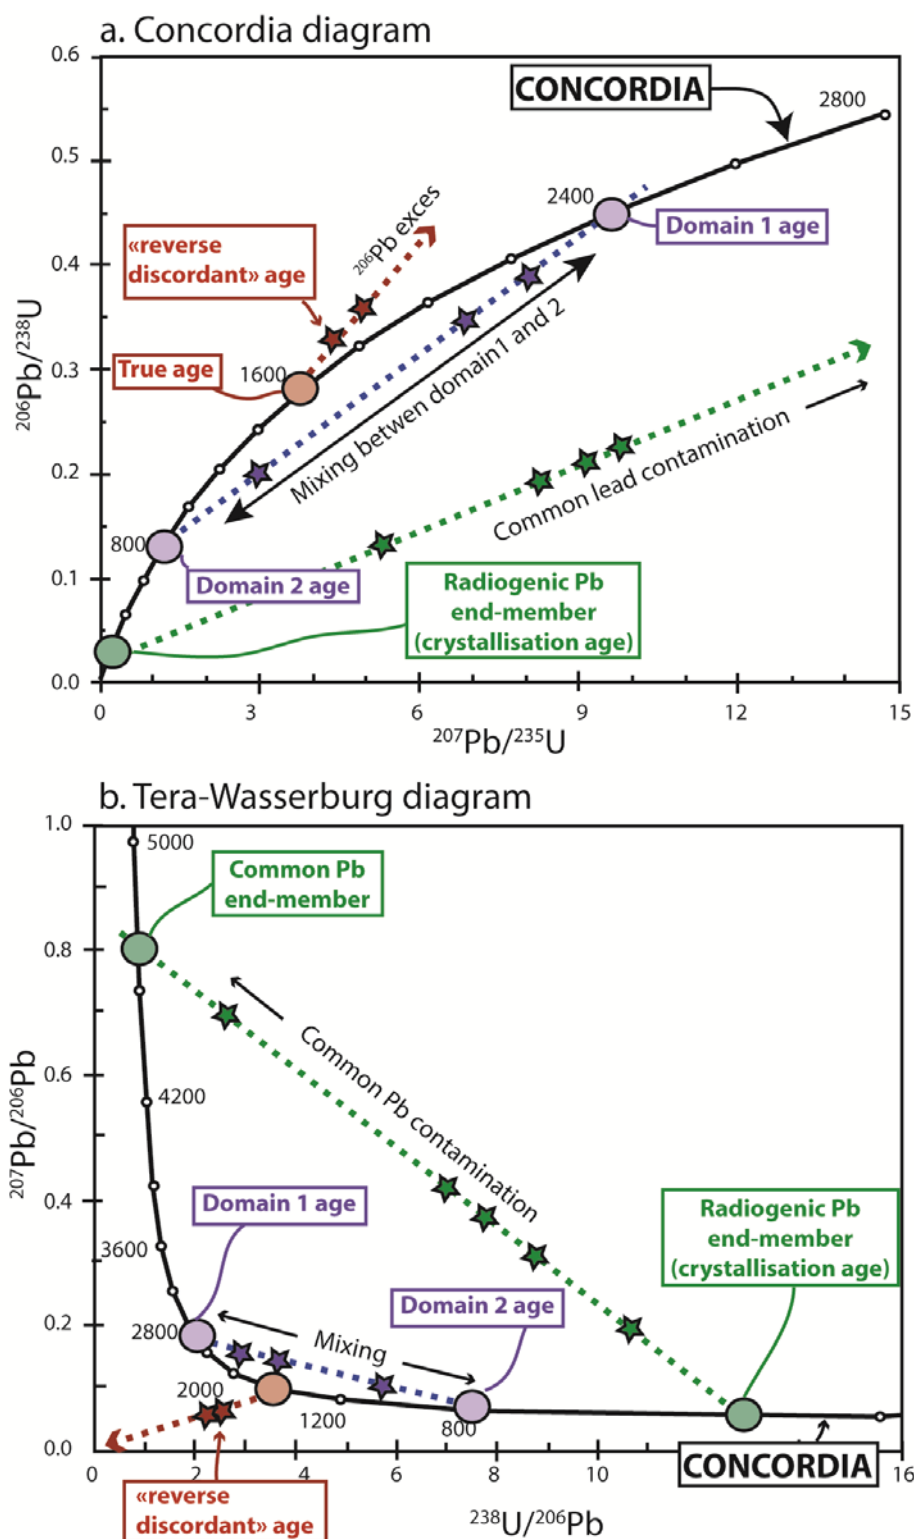 a. Concordia diagram
0.6
CONCORDIA
2800
0.5
2400
Domain 1 age
«reverse
discordant» age
206Pb exces
0.4
206Pb/238U
True age
1600
0.3
Mixing betwen domain1 and 2
Common lead contamination
0.2
800
Domain 2 age
0.1
Radiogenic Pb
end-member
(crystallisation age)
0.0
0 3 6 9 12 15
207Pb/235U
b. Tera-Wasserburg diagram
1.0
5000
Common Pb
end-member
0.8
Common Pb contamination
0.6
4200
207Pb/206Pb
0.4
Domain 1 age
Radiogenic Pb
end-member
(crystallisation age)
3600
Domain 2 age
0.2
2800
Mixing
2000
1200
800
0.0
CONCORDIA
0 2 4 6 8 10 16
«reverse
discordant» age
238U/206Pb